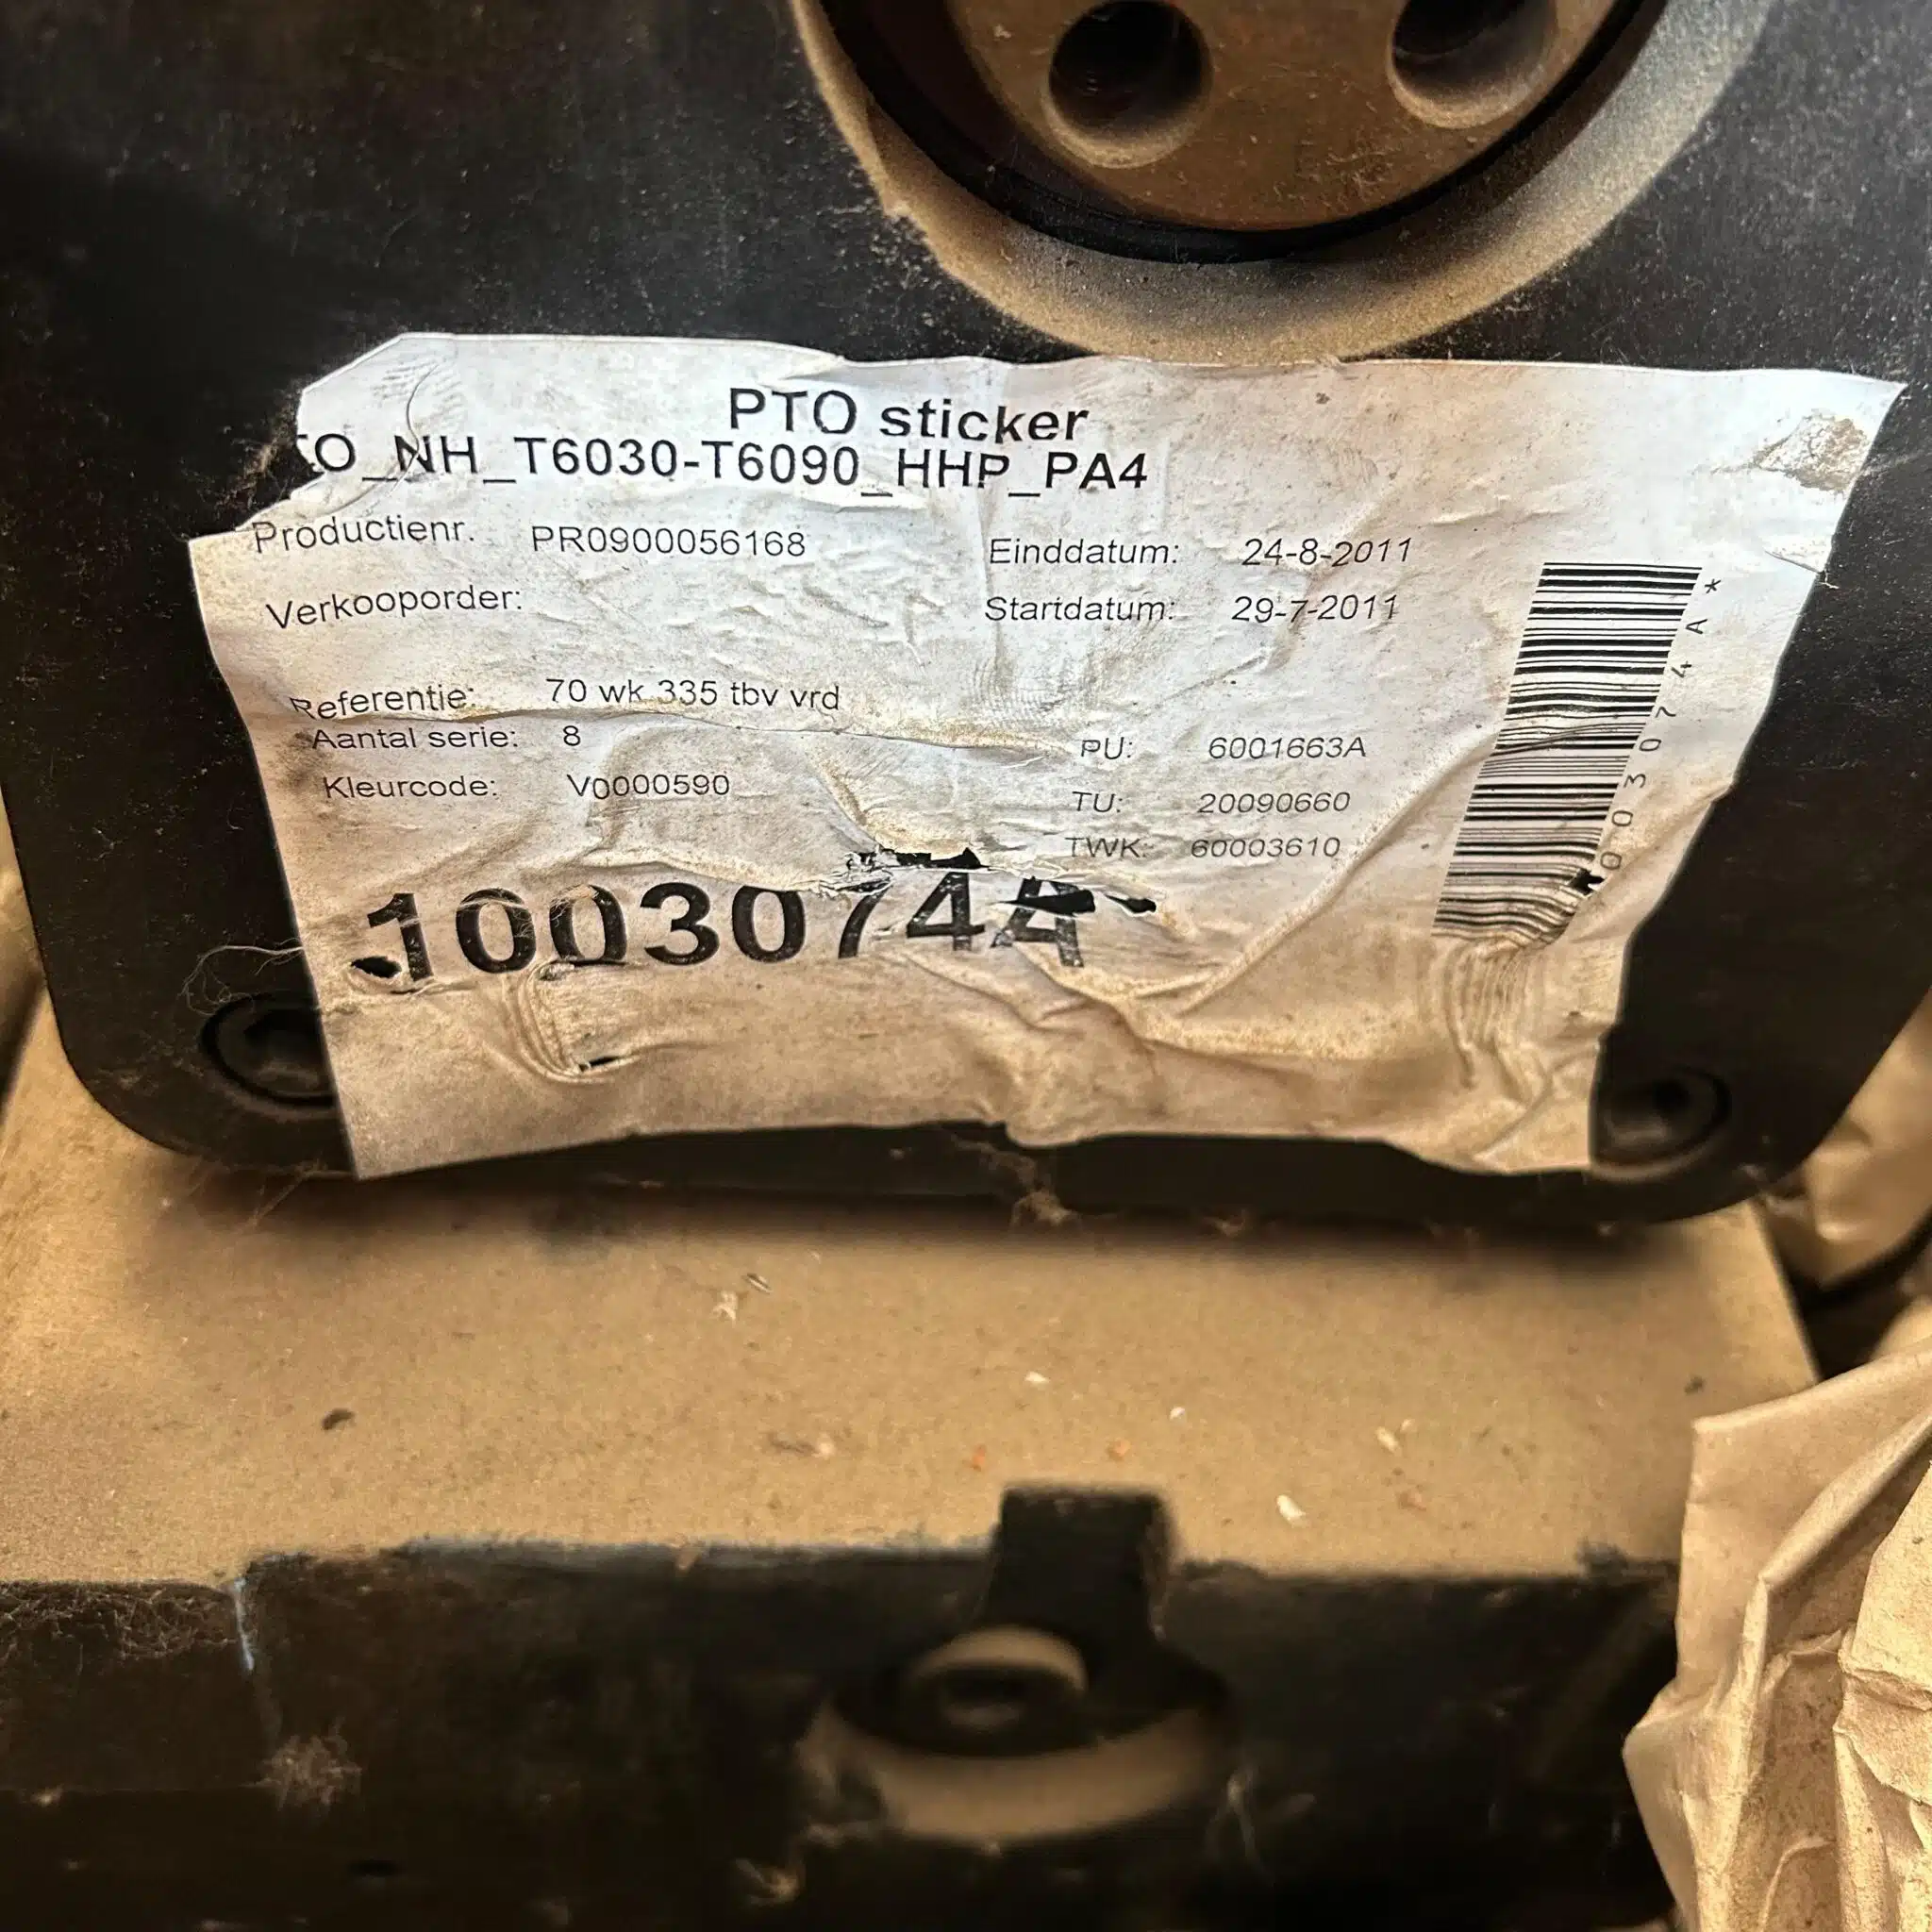 PTO sticker
O_NH_T6030-T6090_HHP_PA4
Productienr. PR0900056168 Einddatum: 24-8-2011
Verkooporder: Startdatum: 29-7-2011
Referentie: 70 wk 335 tbv vrd
Aantal serie: 8 PU: 6001663A
Kleurcode: V0000590 TU: 20090660
TWK: 60003610
10030744A